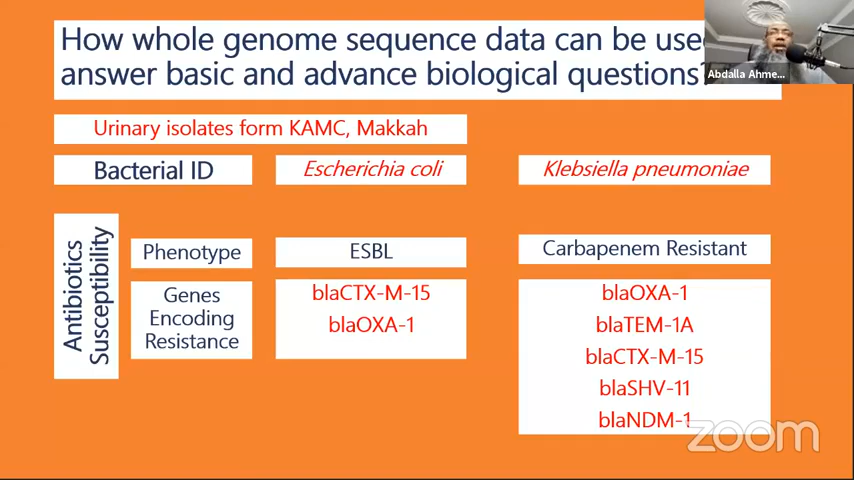 How whole genome sequence data can be use
answer basic and advance biological questions?
Abdalla Ahme...
Urinary isolates form KAMC, Makkah
Bacterial ID
Escherichia coli
Klebsiella pneumoniae
Antibiotics
Susceptibility
Phenotype
ESBL
Carbapenem Resistant
Genes
Encoding
Resistance
blaCTX-M-15
blaOXA-1
blaOXA-1
blaTEM-1A
blaCTX-M-15
blaSHV-11
blaNDM-1
zoom